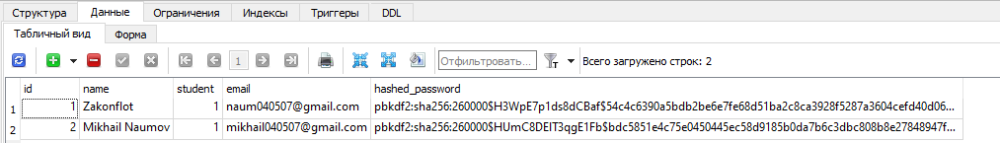 Структура Данные Ограничения Индексы Триггеры DDL
Табличный вид Форма
1 Отфильтровать... T Всего загружено строк: 2
id name student email hashed_password
1 1 Zakonflot 1 naum040507@gmail.com pbkdf2:sha256:260000$H3WpE7p1ds8dCBaf$54c4c6390a5bdb2be6e7fe68d51ba2c8ca3928f5287a3604cefd40d06...
2 2 Mikhail Naumov 1 mikhail040507@gmail.com pbkdf2:sha256:260000$HUmC8DEIT3qgE1Fb$bdc5851e4c75e0450445ec58d9185b0da7b6c3dbc808b8e27848947f...